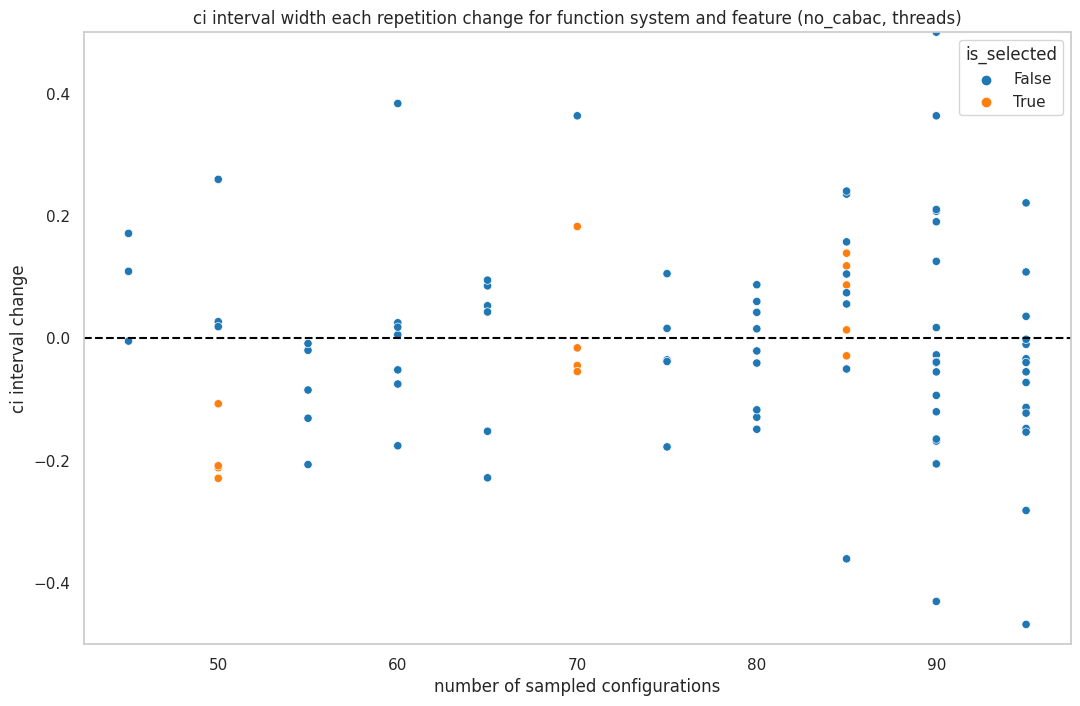 ci interval width each repetition change for function system and feature (no_cabac, threads)
is_selected
False
True
ci interval change
0.4
0.2
0.0
−0.2
−0.4
50 60 70 80 90
number of sampled configurations